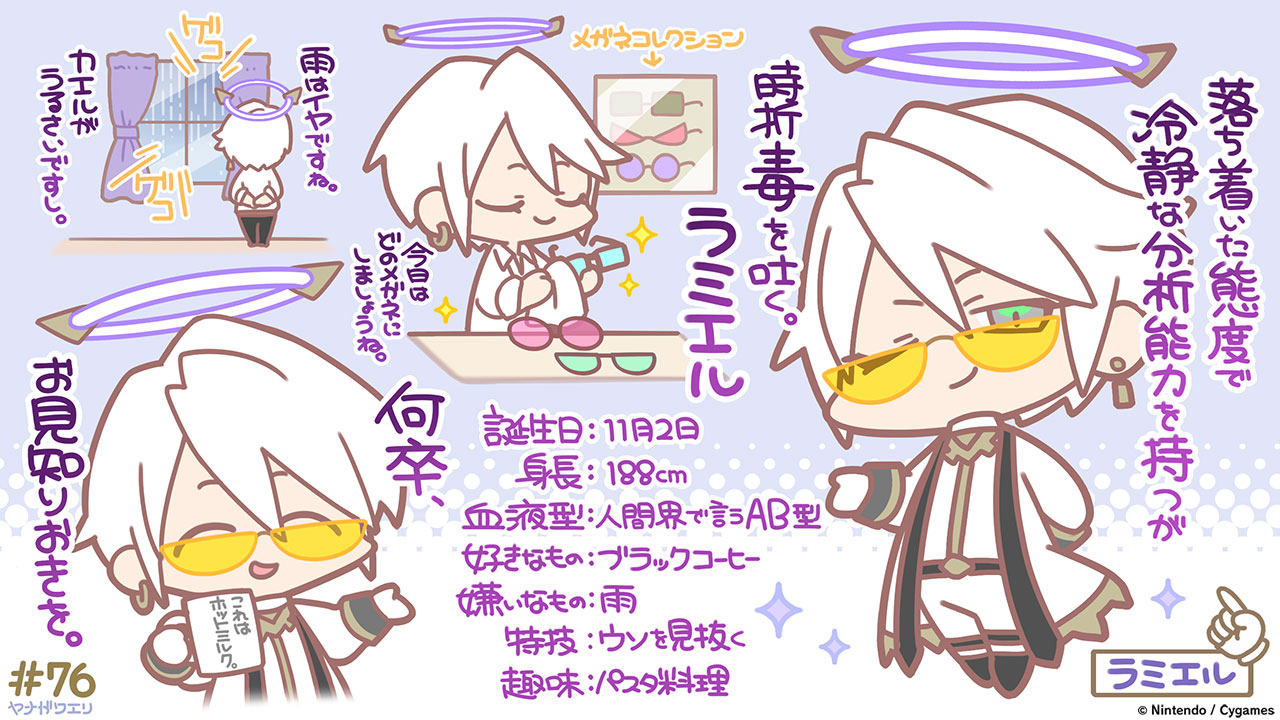 落ち着いた態度で
冷静な分析能力を持つが
時折毒を吐く。
ラミエル
メガネコレクション
↓
今日は
どのメガネに
しましょうね。
雨はイヤですね。
カエルが
うるさいですし。
ゲコ
ゲコ
何卒、
お見知りおきを。
これは
ホットミルク。
誕生日：11月2日
身長：188cm
血液型：人間界で言うAB型
好きなもの：ブラックコーヒー
嫌いなもの：雨
特技：ウソを見抜く
趣味：パスタ料理
ラミエル
#76
ヤナガワエリ
© Nintendo / Cygames